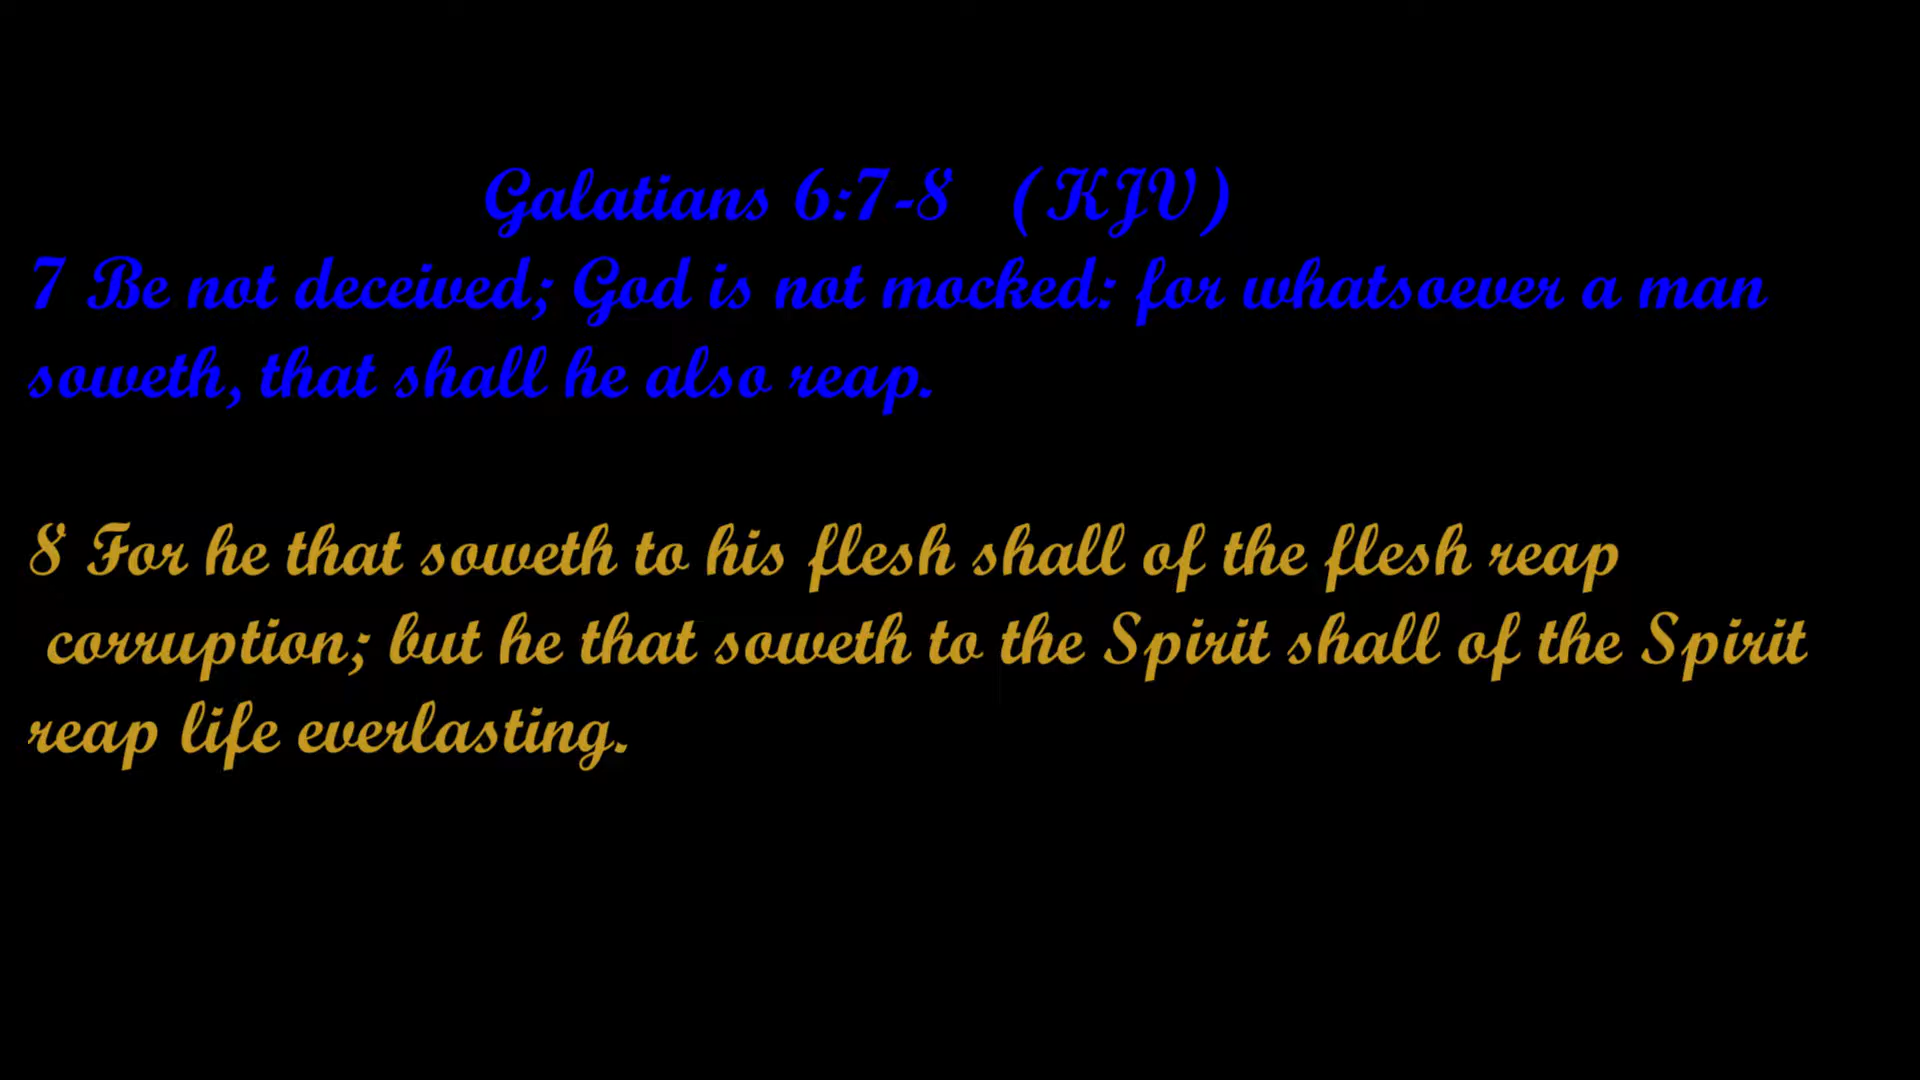 Galatians 6:7-8 (KJV)
7 Be not deceived; God is not mocked: for whatsoever a man
soweth, that shall he also reap.
8 For he that soweth to his flesh shall of the flesh reap
corruption; but he that soweth to the Spirit shall of the Spirit
reap life everlasting.